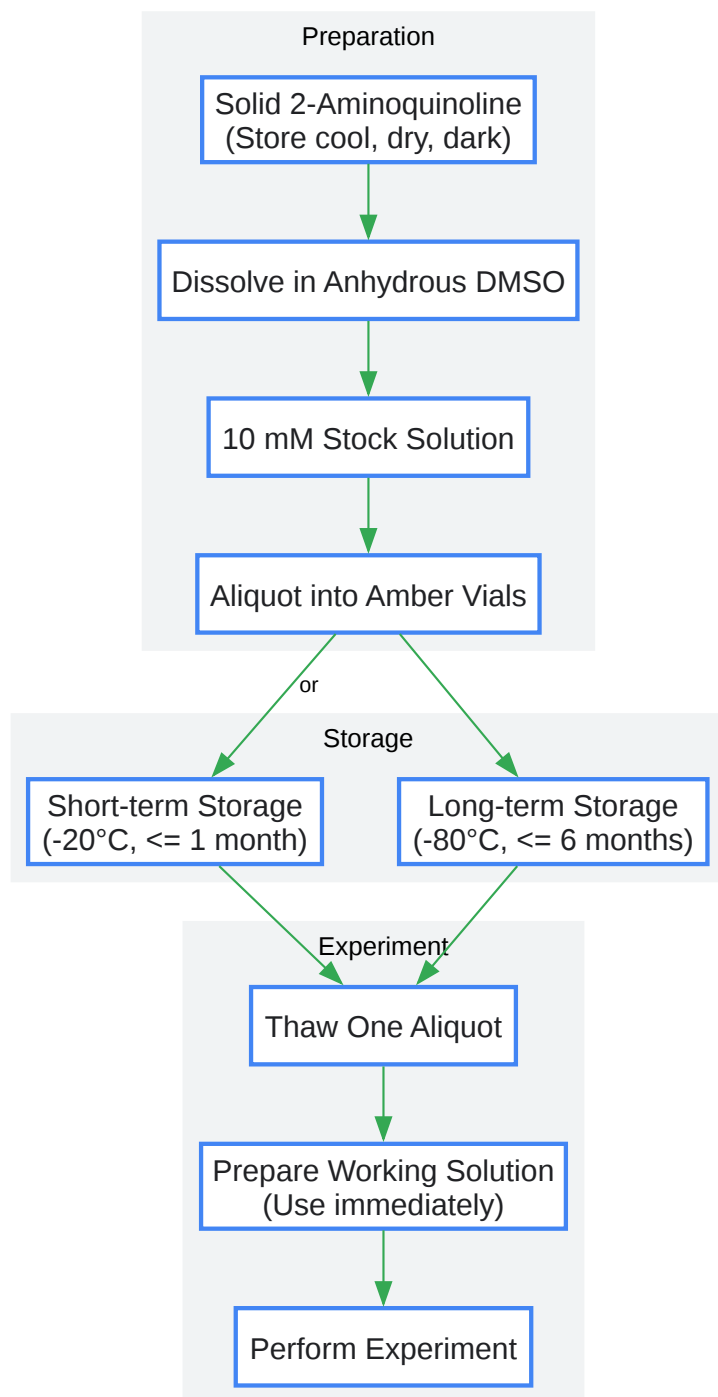 Preparation
Solid 2-Aminoquinoline
(Store cool, dry, dark)
Dissolve in Anhydrous DMSO
10 mM Stock Solution
Aliquot into Amber Vials
or
Storage
Short-term Storage
(-20°C, <= 1 month)
Long-term Storage
(-80°C, <= 6 months)
Experiment
Thaw One Aliquot
Prepare Working Solution
(Use immediately)
Perform Experiment